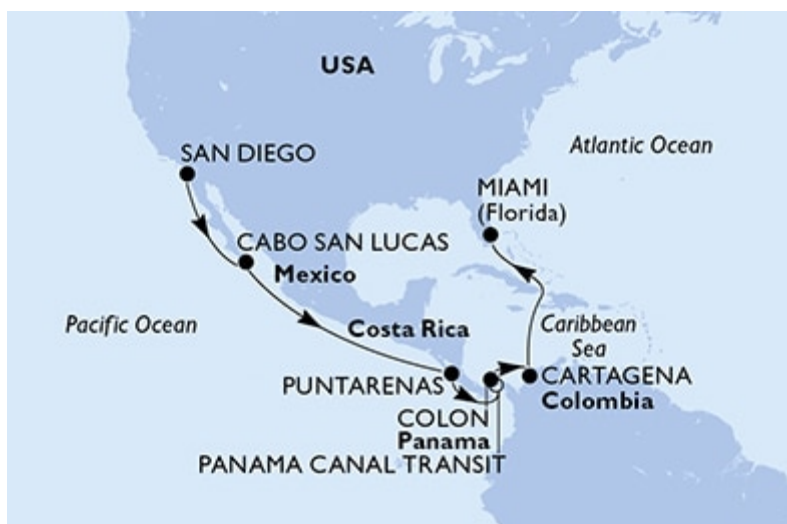 USA
SAN DIEGO
Atlantic Ocean
MIAMI
(Florida)
CABO SAN LUCAS
Mexico
Pacific Ocean
Costa Rica
Caribbean
Sea
PUNTARENAS
CARTAGENA
Colombia
COLON
Panama
PANAMA CANAL TRANSIT